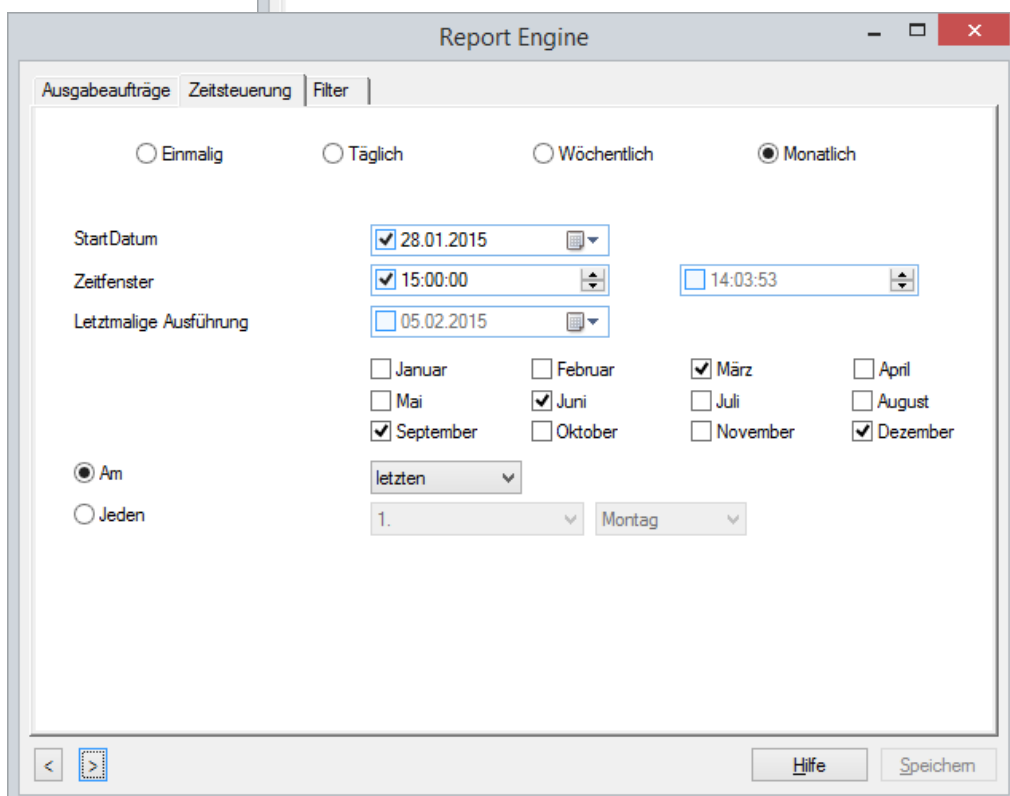 Report Engine
Ausgabeaufträge Zeitsteuerung Filter
Einmalig Täglich Wöchentlich Monatlich
StartDatum 28.01.2015
Zeitfenster 15:00:00 14:03:53
Letztmalige Ausführung 05.02.2015
Januar Februar März April
Mai Juni Juli August
September Oktober November Dezember
Am letzten
Jeden 1. Montag
< > Hilfe Speichern